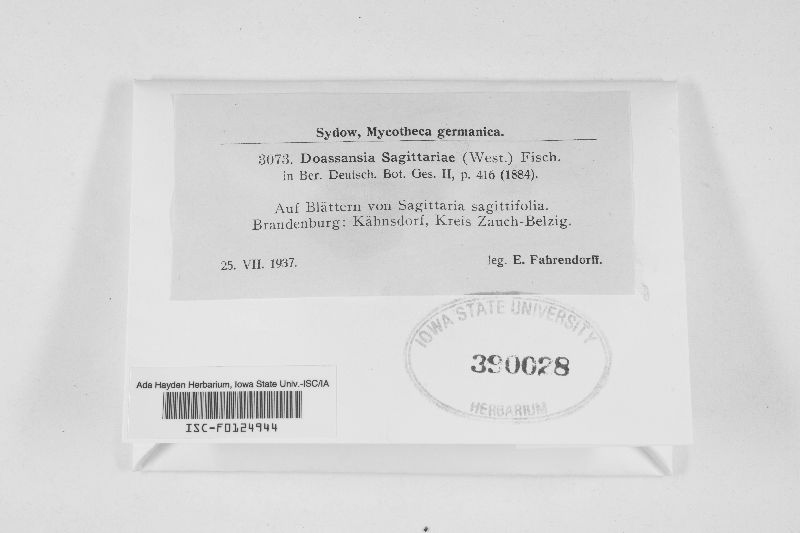 Sydow, Mycotheca germanica.
3073. Doassansia Sagittariae (West.) Fisch.
in Ber. Deutsch. Bot. Ges. II, p. 416 (1884).
Auf Blättern von Sagittaria sagittifolia.
Brandenburg: Kähnsdorf, Kreis Zauch-Belzig.
25. VII. 1937. leg. E. Fahrendorff.
IOWA STATE UNIVERSITY
390028
HERBARIUM
Ada Hayden Herbarium, Iowa State Univ.-ISC/IA
ISC-F0124944